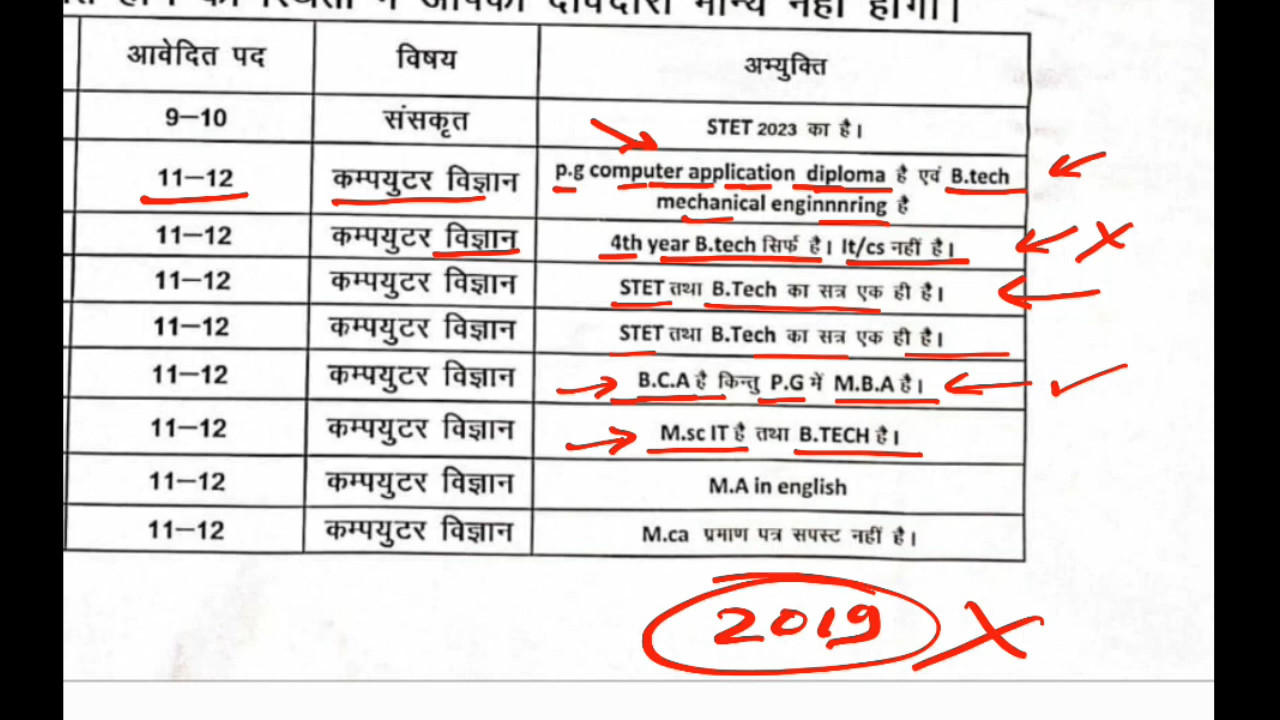 आवेदित पद विषय अभ्युक्ति
9–10 संसकृत STET 2023 का है।
11–12 कम्पयुटर विज्ञान p.g computer application diploma है एवं B.tech
mechanical enginnnring है
11–12 कम्पयुटर विज्ञान 4th year B.tech सिर्फ है। It/cs नहीं है।
11–12 कम्पयुटर विज्ञान STET तथा B.Tech का सत्र एक ही है।
11–12 कम्पयुटर विज्ञान STET तथा B.Tech का सत्र एक ही है।
11–12 कम्पयुटर विज्ञान B.C.A है किन्तु P.G में M.B.A है।
11–12 कम्पयुटर विज्ञान M.sc IT है तथा B.TECH है।
11–12 कम्पयुटर विज्ञान M.A in english
11–12 कम्पयुटर विज्ञान M.ca प्रमाण पत्र सपस्ट नहीं है।
2019